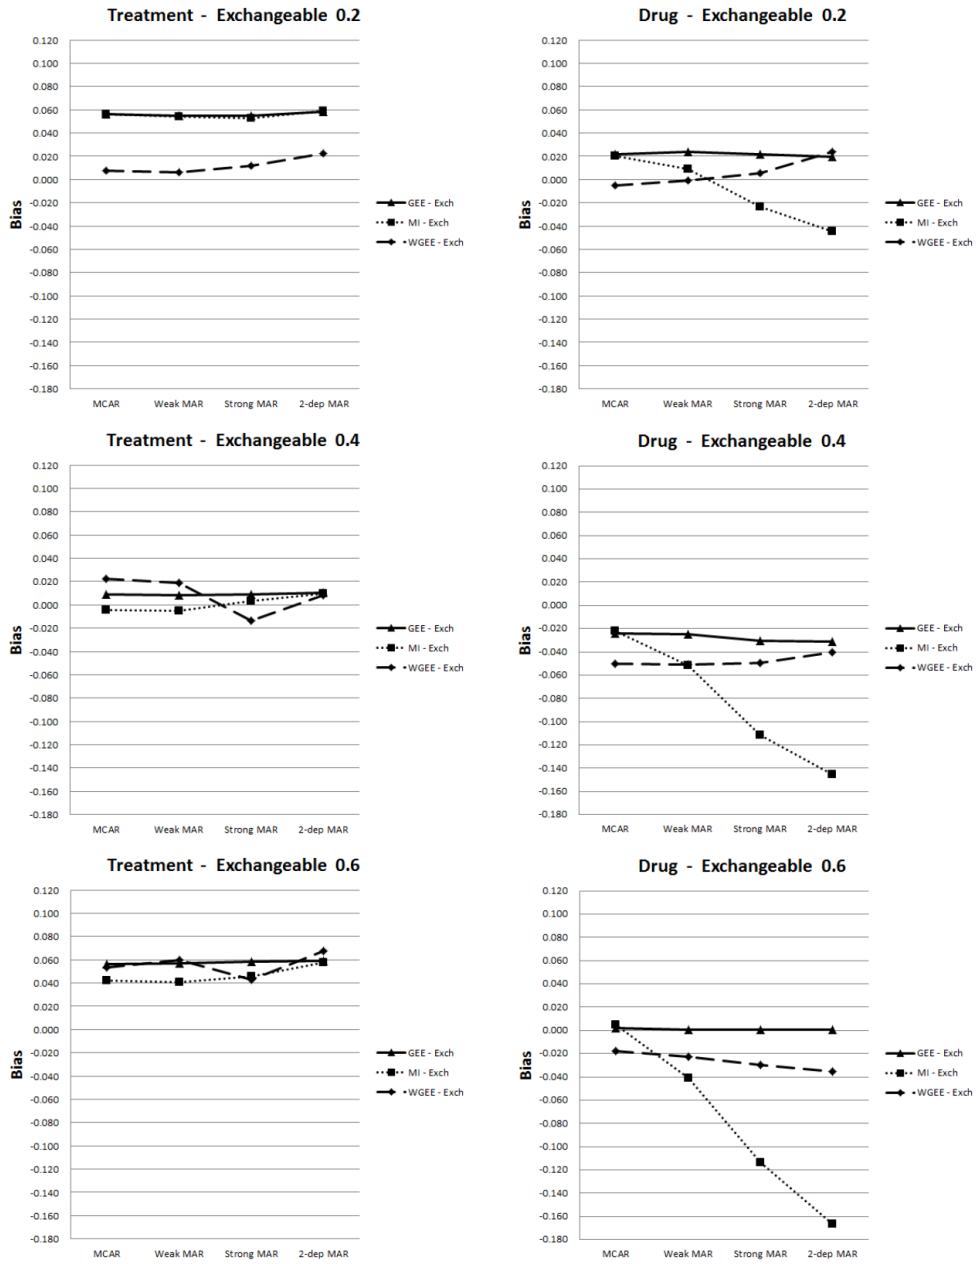 Treatment - Exchangeable 0.2
0.120
0.100
0.080
0.060
0.040
0.020
0.000
-0.020
-0.040
-0.060
-0.080
-0.100
-0.120
-0.140
-0.160
-0.180
Bias
MCAR Weak MAR Strong MAR 2-dep MAR
GEE - Exch
MI - Exch
WGEE - Exch
Drug - Exchangeable 0.2
0.120
0.100
0.080
0.060
0.040
0.020
0.000
-0.020
-0.040
-0.060
-0.080
-0.100
-0.120
-0.140
-0.160
-0.180
Bias
MCAR Weak MAR Strong MAR 2-dep MAR
GEE - Exch
MI - Exch
WGEE - Exch
Treatment - Exchangeable 0.4
0.120
0.100
0.080
0.060
0.040
0.020
0.000
-0.020
-0.040
-0.060
-0.080
-0.100
-0.120
-0.140
-0.160
-0.180
Bias
MCAR Weak MAR Strong MAR 2-dep MAR
GEE - Exch
MI - Exch
WGEE - Exch
Drug - Exchangeable 0.4
0.120
0.100
0.080
0.060
0.040
0.020
0.000
-0.020
-0.040
-0.060
-0.080
-0.100
-0.120
-0.140
-0.160
-0.180
Bias
MCAR Weak MAR Strong MAR 2-dep MAR
GEE - Exch
MI - Exch
WGEE - Exch
Treatment - Exchangeable 0.6
0.120
0.100
0.080
0.060
0.040
0.020
0.000
-0.020
-0.040
-0.060
-0.080
-0.100
-0.120
-0.140
-0.160
-0.180
Bias
MCAR Weak MAR Strong MAR 2-dep MAR
GEE - Exch
MI - Exch
WGEE - Exch
Drug - Exchangeable 0.6
0.120
0.100
0.080
0.060
0.040
0.020
0.000
-0.020
-0.040
-0.060
-0.080
-0.100
-0.120
-0.140
-0.160
-0.180
Bias
MCAR Weak MAR Strong MAR 2-dep MAR
GEE - Exch
MI - Exch
WGEE - Exch